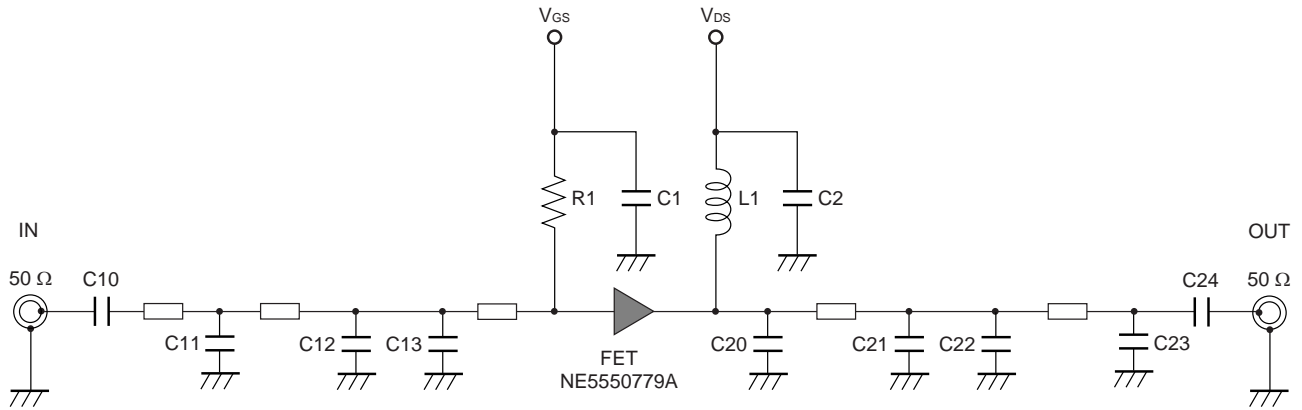 VGS
VDS
R1
C1
L1
C2
IN
OUT
50 Ω
C10
C24
50 Ω
C11
C12
C13
FET
NE5550779A
C20
C21
C22
C23